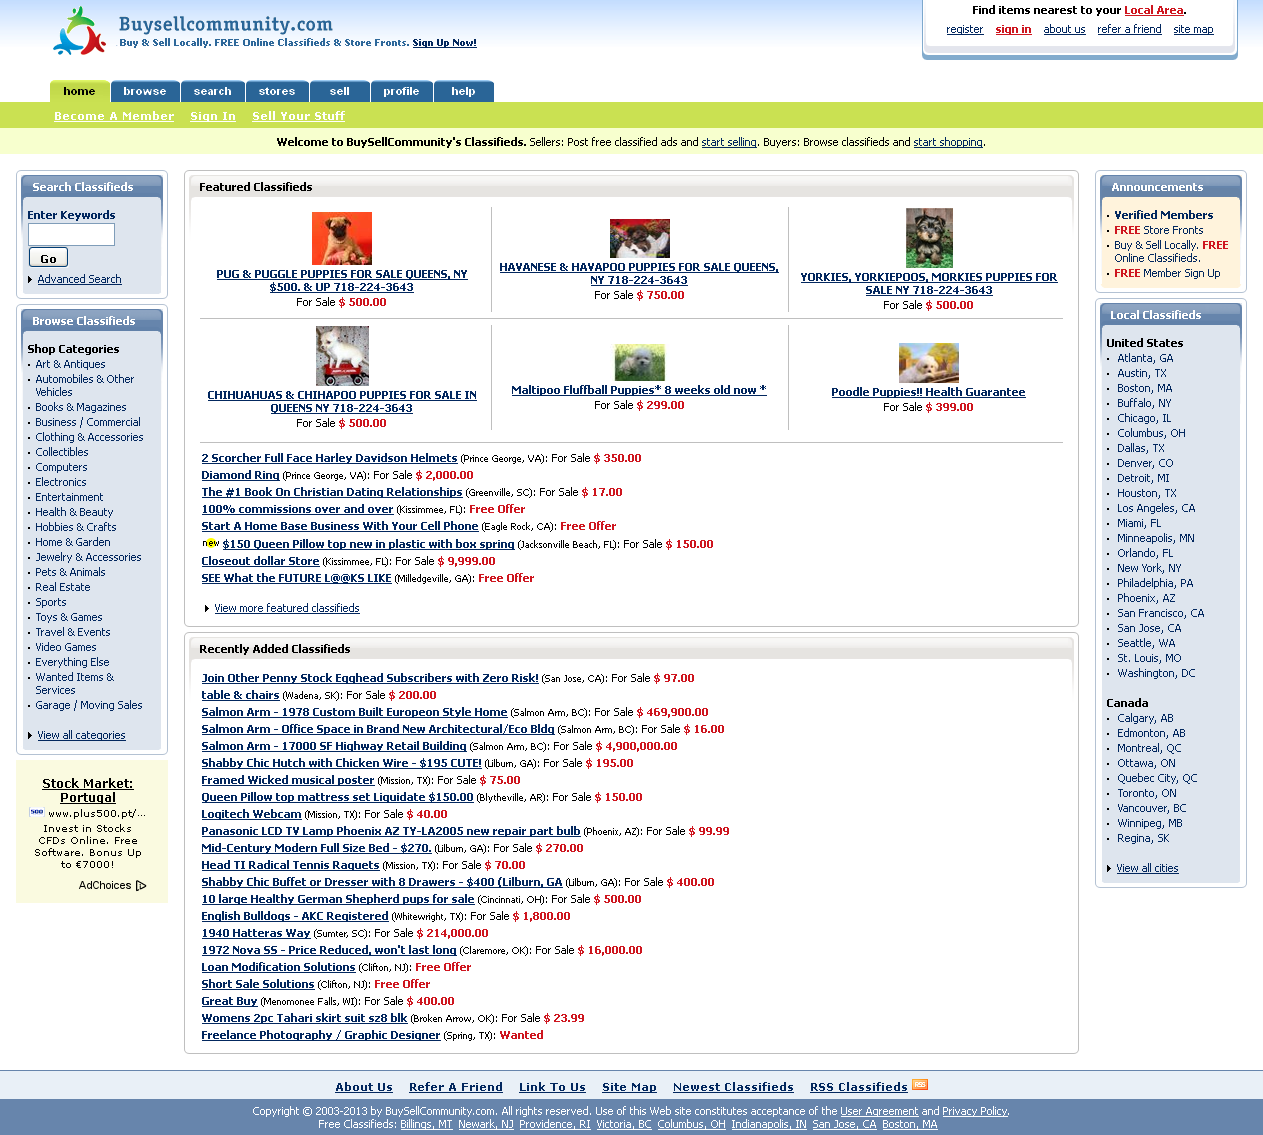 Buysellcommunity.com
Buy & Sell Locally. FREE Online Classifieds & Store Fronts. Sign Up Now!
Find items nearest to your Local Area.
register sign in about us refer a friend site map
home browse search stores sell profile help
Become A Member Sign In Sell Your Stuff
Welcome to BuySellCommunity's Classifieds. Sellers: Post free classified ads and start selling. Buyers: Browse classifieds and start shopping.
Search Classifieds
Enter Keywords
Go
Advanced Search
Browse Classifieds
Shop Categories
Art & Antiques
Automobiles & Other
Vehicles
Books & Magazines
Business / Commercial
Clothing & Accessories
Collectibles
Computers
Electronics
Entertainment
Health & Beauty
Hobbies & Crafts
Home & Garden
Jewelry & Accessories
Pets & Animals
Real Estate
Sports
Toys & Games
Travel & Events
Video Games
Everything Else
Wanted Items &
Services
Garage / Moving Sales
View all categories
Stock Market:
Portugal
500 www.plus500.pt/...
Invest in Stocks
CFDs Online. Free
Software. Bonus Up
to €7000!
AdChoices
Featured Classifieds
PUG & PUGGLE PUPPIES FOR SALE QUEENS, NY
$500. & UP 718-224-3643
For Sale $ 500.00
HAVANESE & HAVAPOO PUPPIES FOR SALE QUEENS,
NY 718-224-3643
For Sale $ 750.00
YORKIES, YORKIEPOOS, MORKIES PUPPIES FOR
SALE NY 718-224-3643
For Sale $ 500.00
CHIHUAHUAS & CHIHAPOO PUPPIES FOR SALE IN
QUEENS NY 718-224-3643
For Sale $ 500.00
Maltipoo Fluffball Puppies* 8 weeks old now *
For Sale $ 299.00
Poodle Puppies!! Health Guarantee
For Sale $ 399.00
2 Scorcher Full Face Harley Davidson Helmets (Prince George, VA): For Sale $ 350.00
Diamond Ring (Prince George, VA): For Sale $ 2,000.00
The #1 Book On Christian Dating Relationships (Greenville, SC): For Sale $ 17.00
100% commissions over and over (Kissimmee, FL): Free Offer
Start A Home Base Business With Your Cell Phone (Eagle Rock, CA): Free Offer
new $150 Queen Pillow top new in plastic with box spring (Jacksonville Beach, FL): For Sale $ 150.00
Closeout dollar Store (Kissimmee, FL): For Sale $ 9,999.00
SEE What the FUTURE L@@KS LIKE (Milledgeville, GA): Free Offer
View more featured classifieds
Recently Added Classifieds
Join Other Penny Stock Egghead Subscribers with Zero Risk! (San Jose, CA): For Sale $ 97.00
table & chairs (Wadena, SK): For Sale $ 200.00
Salmon Arm - 1978 Custom Built Europeon Style Home (Salmon Arm, BC): For Sale $ 469,900.00
Salmon Arm - Office Space in Brand New Architectural/Eco Bldg (Salmon Arm, BC): For Sale $ 16.00
Salmon Arm - 17000 SF Highway Retail Building (Salmon Arm, BC): For Sale $ 4,900,000.00
Shabby Chic Hutch with Chicken Wire - $195 CUTE! (Lilburn, GA): For Sale $ 195.00
Framed Wicked musical poster (Mission, TX): For Sale $ 75.00
Queen Pillow top mattress set Liquidate $150.00 (Blytheville, AR): For Sale $ 150.00
Logitech Webcam (Mission, TX): For Sale $ 40.00
Panasonic LCD TV Lamp Phoenix AZ TY-LA2005 new repair part bulb (Phoenix, AZ): For Sale $ 99.99
Mid-Century Modern Full Size Bed - $270. (Lilburn, GA): For Sale $ 270.00
Head TI Radical Tennis Raquets (Mission, TX): For Sale $ 70.00
Shabby Chic Buffet or Dresser with 8 Drawers - $400 (Lilburn, GA (Lilburn, GA): For Sale $ 400.00
10 large Healthy German Shepherd pups for sale (Cincinnati, OH): For Sale $ 500.00
English Bulldogs - AKC Registered (Whitewright, TX): For Sale $ 1,800.00
1940 Hatteras Way (Sumter, SC): For Sale $ 214,000.00
1972 Nova SS - Price Reduced, won't last long (Claremore, OK): For Sale $ 16,000.00
Loan Modification Solutions (Clifton, NJ): Free Offer
Short Sale Solutions (Clifton, NJ): Free Offer
Great Buy (Menomonee Falls, WI): For Sale $ 400.00
Womens 2pc Tahari skirt suit sz8 blk (Broken Arrow, OK): For Sale $ 23.99
Freelance Photography / Graphic Designer (Spring, TX): Wanted
Announcements
Verified Members
FREE Store Fronts
Buy & Sell Locally. FREE
Online Classifieds.
FREE Member Sign Up
Local Classifieds
United States
Atlanta, GA
Austin, TX
Boston, MA
Buffalo, NY
Chicago, IL
Columbus, OH
Dallas, TX
Denver, CO
Detroit, MI
Houston, TX
Los Angeles, CA
Miami, FL
Minneapolis, MN
Orlando, FL
New York, NY
Philadelphia, PA
Phoenix, AZ
San Francisco, CA
San Jose, CA
Seattle, WA
St. Louis, MO
Washington, DC
Canada
Calgary, AB
Edmonton, AB
Montreal, QC
Ottawa, ON
Quebec City, QC
Toronto, ON
Vancouver, BC
Winnipeg, MB
Regina, SK
View all cities
About Us Refer A Friend Link To Us Site Map Newest Classifieds RSS Classifieds RSS
Copyright © 2003-2013 by BuySellCommunity.com. All rights reserved. Use of this Web site constitutes acceptance of the User Agreement and Privacy Policy.
Free Classifieds: Billings, MT Newark, NJ Providence, RI Victoria, BC Columbus, OH Indianapolis, IN San Jose, CA Boston, MA